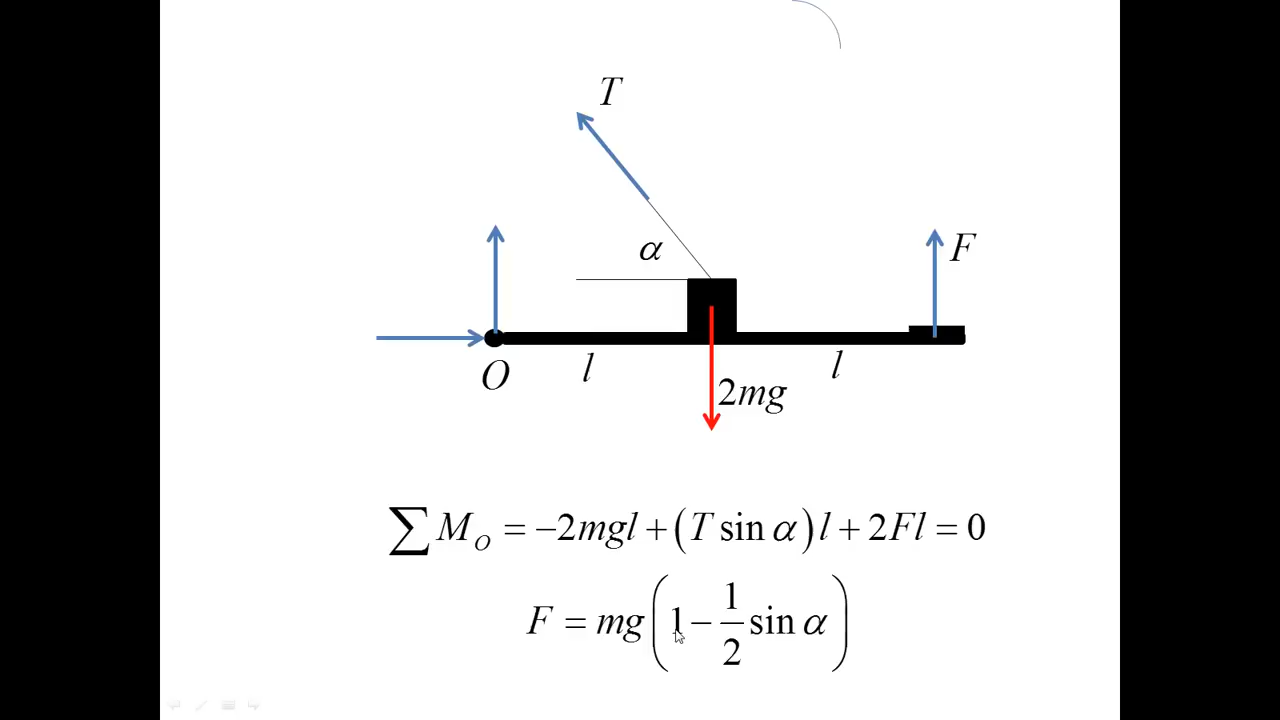 T
α
F
O
l
l
2mg
∑ M_O = −2mgl + (T sin α) l + 2Fl = 0
F = mg (1 − 1/2 sin α)